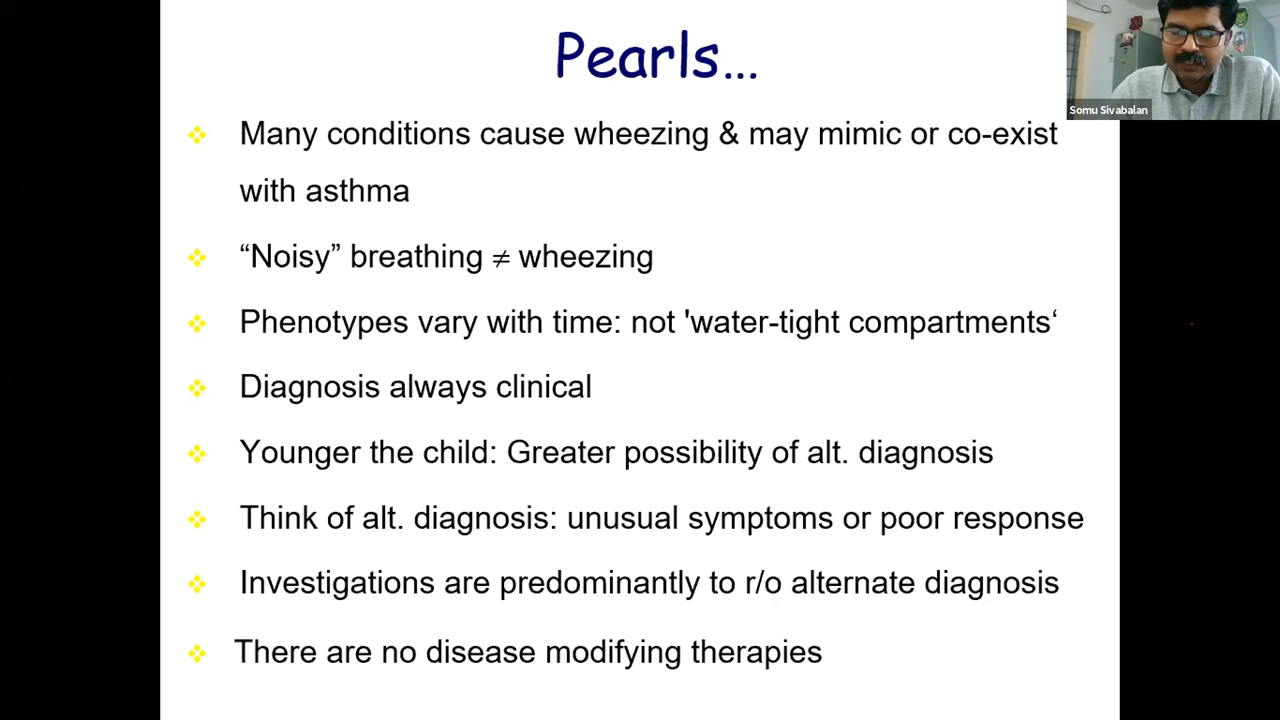 Pearls...
Somu Sivabalan
Many conditions cause wheezing & may mimic or co-exist
with asthma
“Noisy” breathing ≠ wheezing
Phenotypes vary with time: not 'water-tight compartments‘
Diagnosis always clinical
Younger the child: Greater possibility of alt. diagnosis
Think of alt. diagnosis: unusual symptoms or poor response
Investigations are predominantly to r/o alternate diagnosis
There are no disease modifying therapies